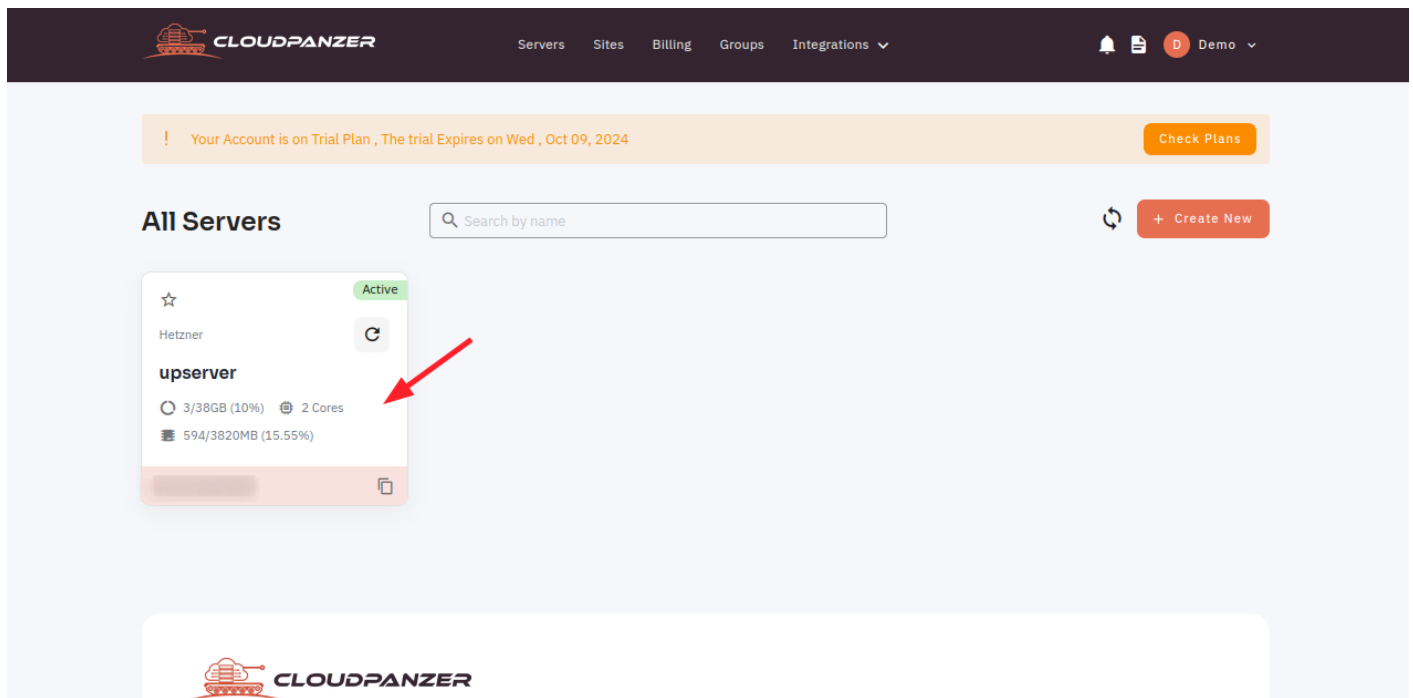 CLOUDPANZER
Servers Sites Billing Groups Integrations
D Demo
! Your Account is on Trial Plan , The trial Expires on Wed , Oct 09, 2024
Check Plans
All Servers
Search by name
+ Create New
Active
Hetzner
upserver
3/38GB (10%) 2 Cores
594/3820MB (15.55%)
CLOUDPANZER